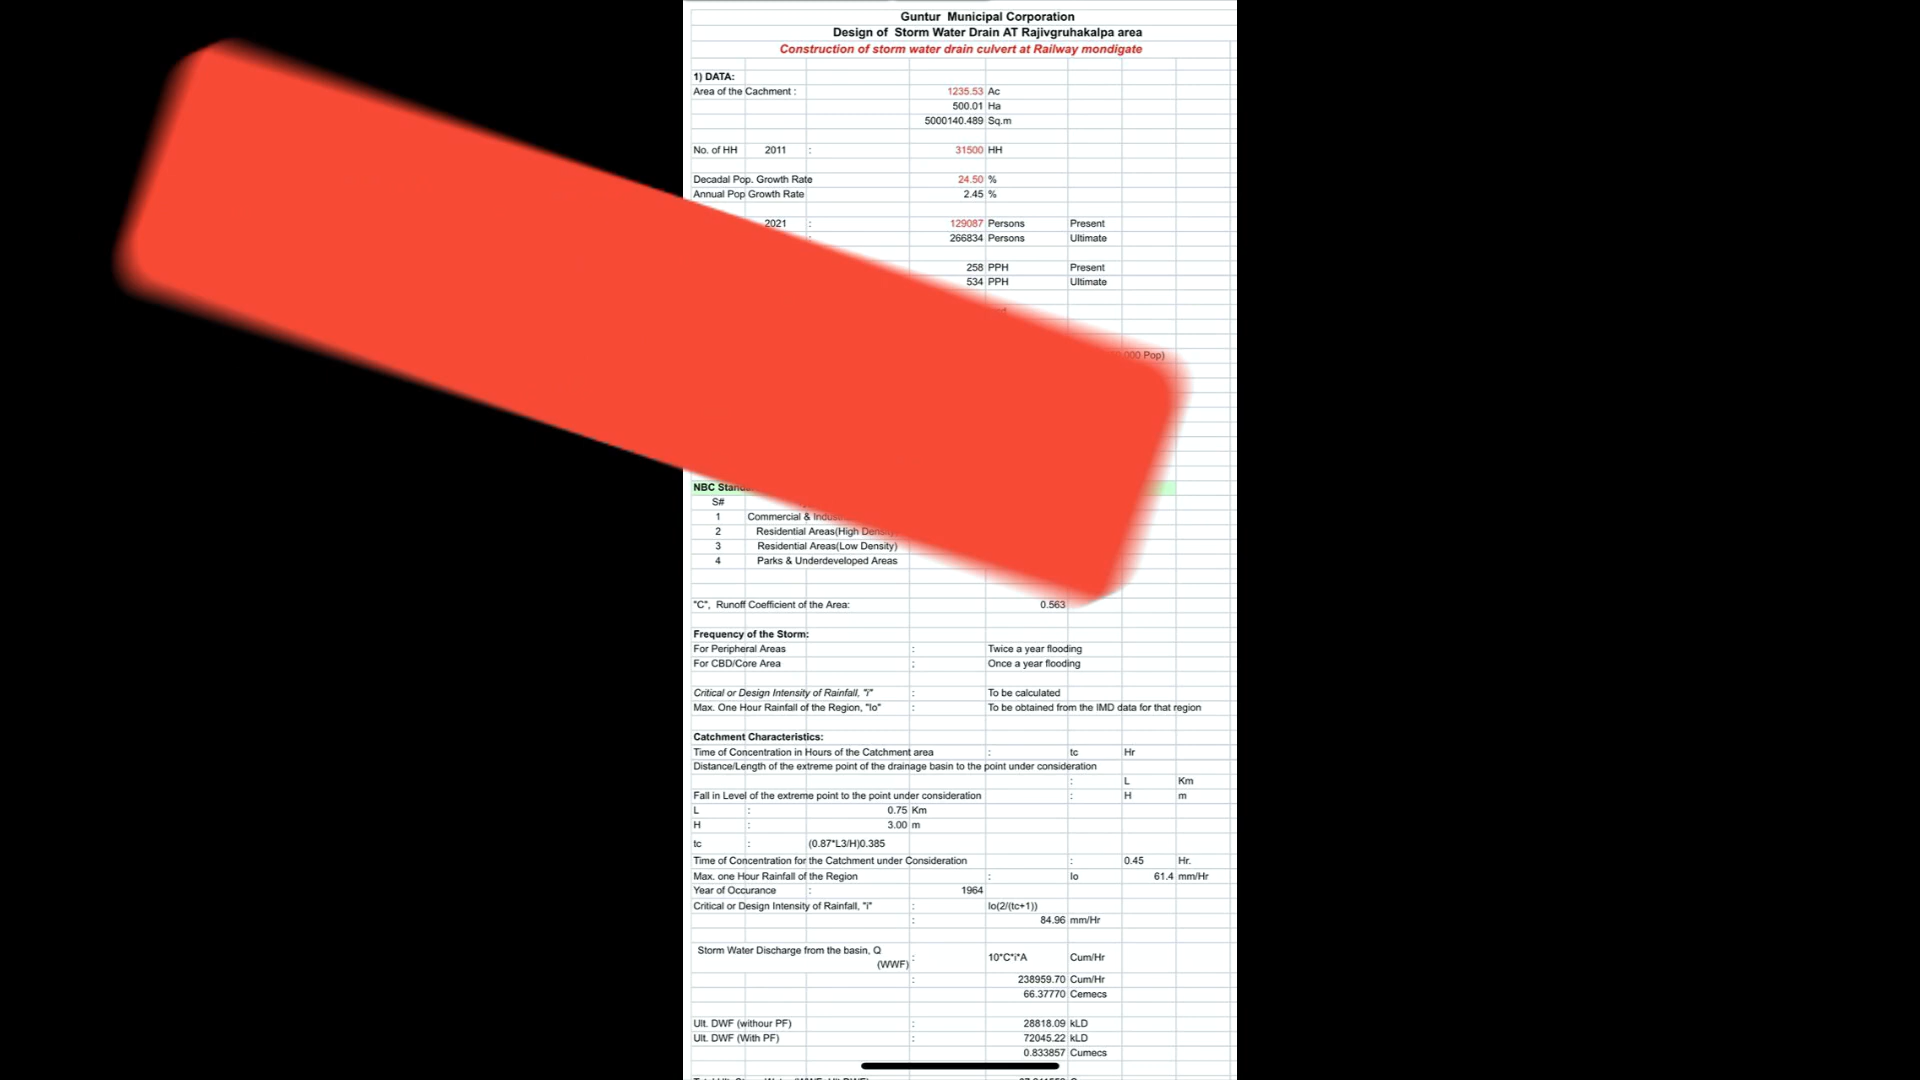 Guntur Municipal Corporation
Design of Storm Water Drain AT Rajivgruhakalpa area
Construction of storm water drain culvert at Railway mondigate
1) DATA:
Area of the Cachment : 1235.53 Ac
500.01 Ha
5000140.489 Sq.m
No. of HH 2011 : 31500 HH
Decadal Pop. Growth Rate 24.50 %
Annual Pop Growth Rate 2.45 %
2021 : 129087 Persons Present
: 266834 Persons Ultimate
258 PPH Present
534 PPH Ultimate
Pop)
NBC
S#
1 Commercial &
2 Residential Areas(High Density)
3 Residential Areas(Low Density)
4 Parks & Underdeveloped Areas
"C", Runoff Coefficient of the Area: 0.563
Frequency of the Storm:
For Peripheral Areas : Twice a year flooding
For CBD/Core Area : Once a year flooding
Critical or Design Intensity of Rainfall, "i" : To be calculated
Max. One Hour Rainfall of the Region, "Io" : To be obtained from the IMD data for that region
Catchment Characteristics:
Time of Concentration in Hours of the Catchment area : tc Hr
Distance/Length of the extreme point of the drainage basin to the point under consideration
: L Km
Fall in Level of the extreme point to the point under consideration : H m
L : 0.75 Km
H : 3.00 m
tc : (0.87*L3/H)0.385
Time of Concentration for the Catchment under Consideration : 0.45 Hr.
Max. one Hour Rainfall of the Region : Io 61.4 mm/Hr
Year of Occurance : 1964
Critical or Design Intensity of Rainfall, "i" : Io(2/(tc+1))
: 84.96 mm/Hr
Storm Water Discharge from the basin, Q
(WWF) : 10*C*i*A Cum/Hr
: 238959.70 Cum/Hr
66.37770 Cemecs
Ult. DWF (withour PF) : 28818.09 kLD
Ult. DWF (With PF) : 72045.22 kLD
0.833857 Cumecs